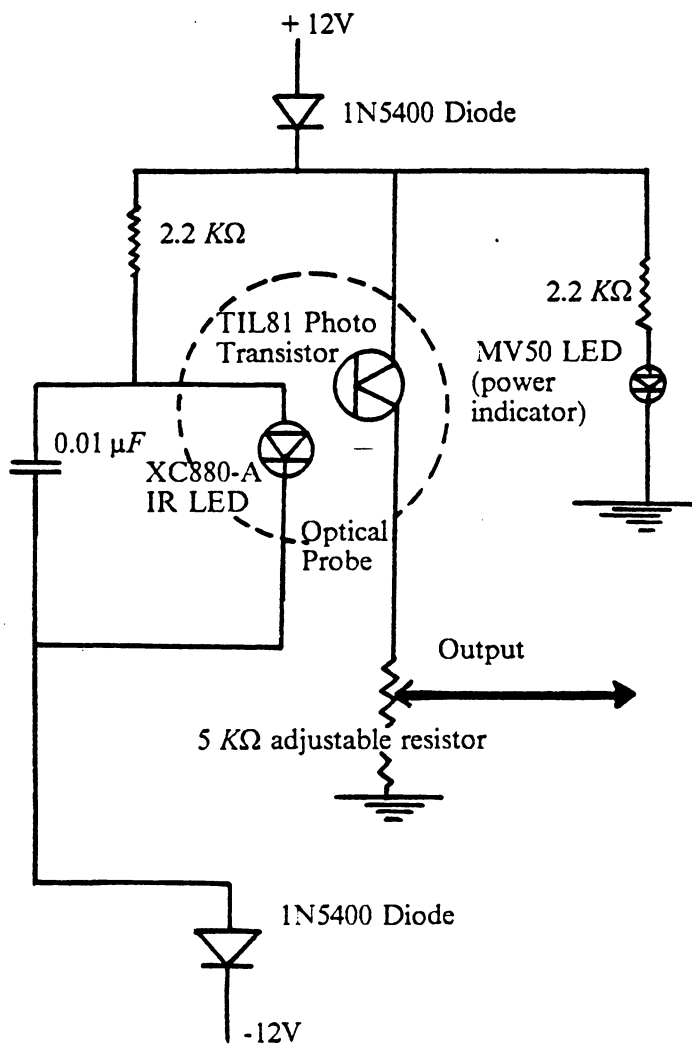 + 12V
1N5400 Diode
2.2 KΩ
2.2 KΩ
TIL81 Photo
Transistor
MV50 LED
(power
indicator)
0.01 μF
XC880-A
IR LED
Optical
Probe
Output
5 KΩ adjustable resistor
1N5400 Diode
-12V